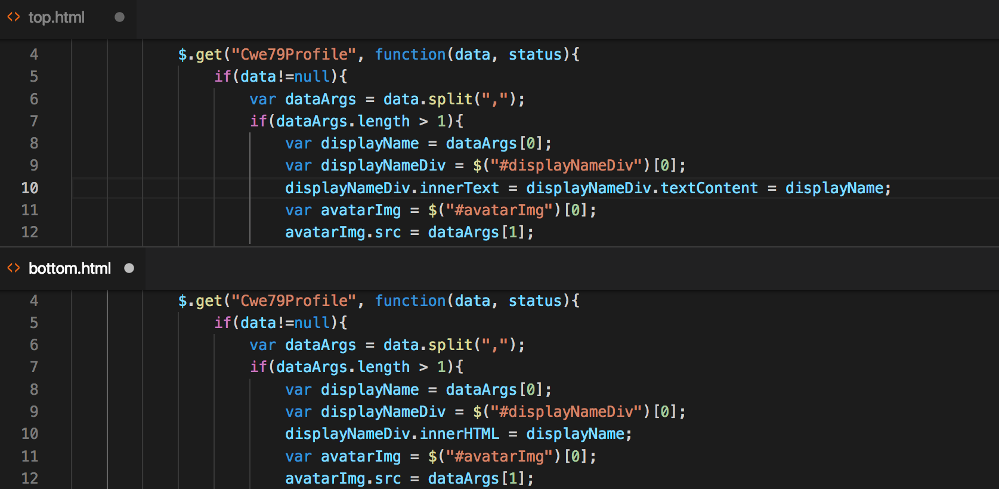 <> top.html
4 $.get("Cwe79Profile", function(data, status){
5 if(data!=null){
6 var dataArgs = data.split(",");
7 if(dataArgs.length > 1){
8 var displayName = dataArgs[0];
9 var displayNameDiv = $("#displayNameDiv")[0];
10 displayNameDiv.innerText = displayNameDiv.textContent = displayName;
11 var avatarImg = $("#avatarImg")[0];
12 avatarImg.src = dataArgs[1];
<> bottom.html
4 $.get("Cwe79Profile", function(data, status){
5 if(data!=null){
6 var dataArgs = data.split(",");
7 if(dataArgs.length > 1){
8 var displayName = dataArgs[0];
9 var displayNameDiv = $("#displayNameDiv")[0];
10 displayNameDiv.innerHTML = displayName;
11 var avatarImg = $("#avatarImg")[0];
12 avatarImg.src = dataArgs[1];